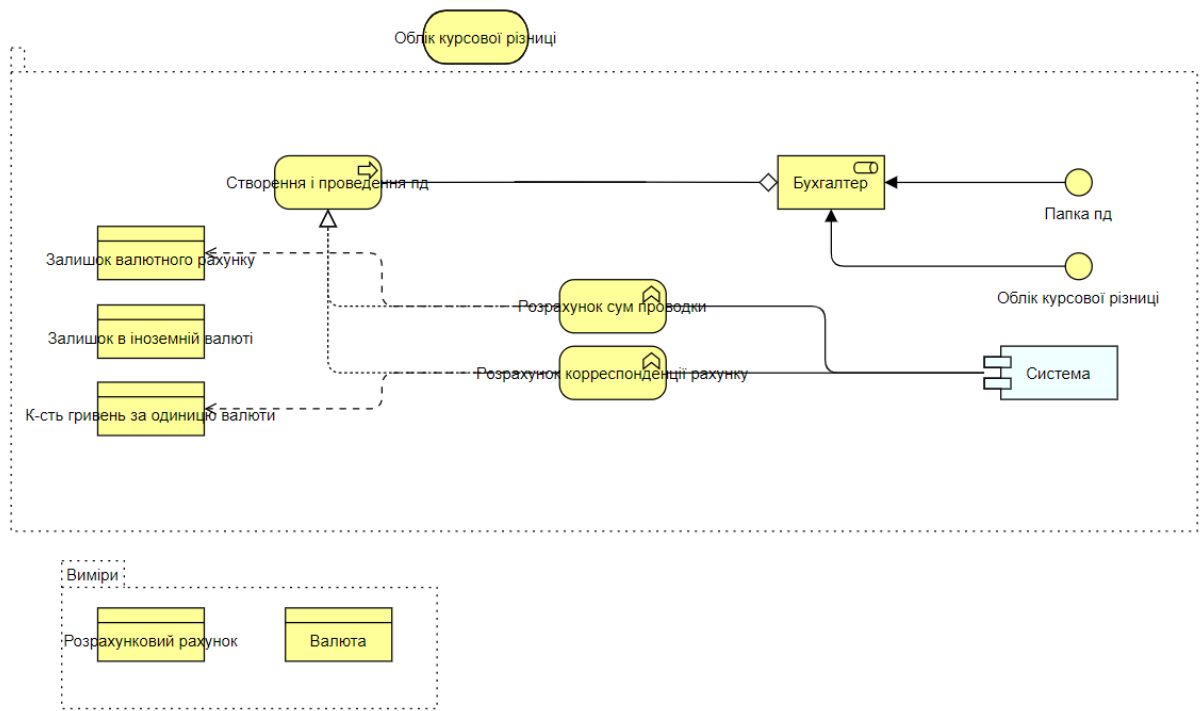 Облік курсової різниці
Створення і проведення пд
Бухгалтер
Папка пд
Залишок валотного рахунку
Облік курсової різниці
Розрахунок сум проводки
Залишок в іноземній валюті
Розрахунок корреспонденції рахунку
Система
К-сть гривень за одиницю валюти
Виміри
Розрахунковий рахунок
Валюта